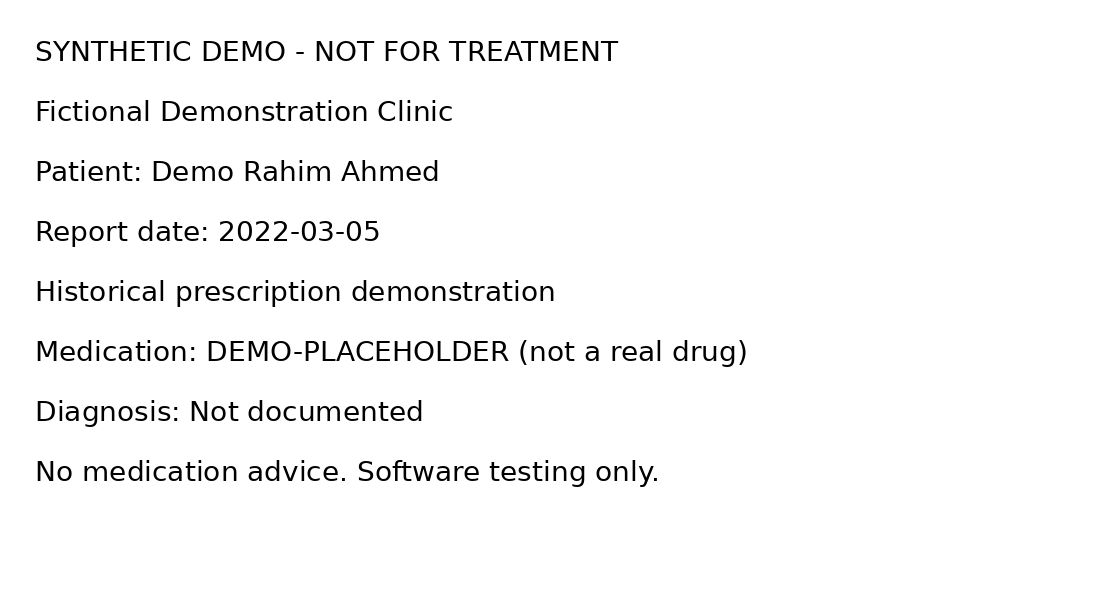 SYNTHETIC DEMO - NOT FOR TREATMENT
Fictional Demonstration Clinic
Patient: Demo Rahim Ahmed
Report date: 2022-03-05
Historical prescription demonstration
Medication: DEMO-PLACEHOLDER (not a real drug)
Diagnosis: Not documented
No medication advice. Software testing only.